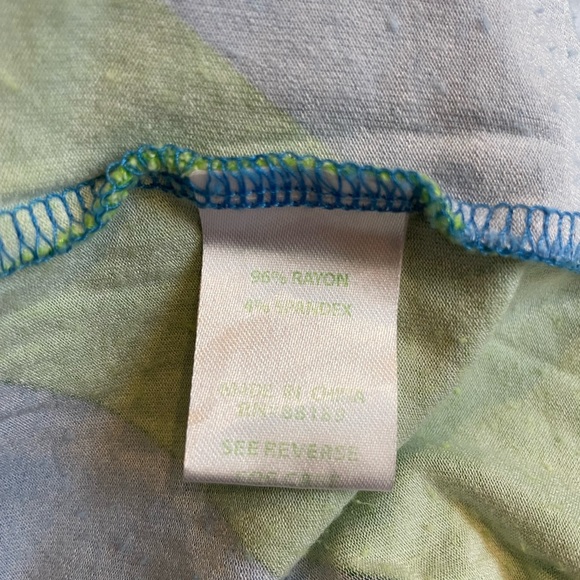 96% RAYON
4% SPANDEX
MADE IN CHINA
SEE REVERSE